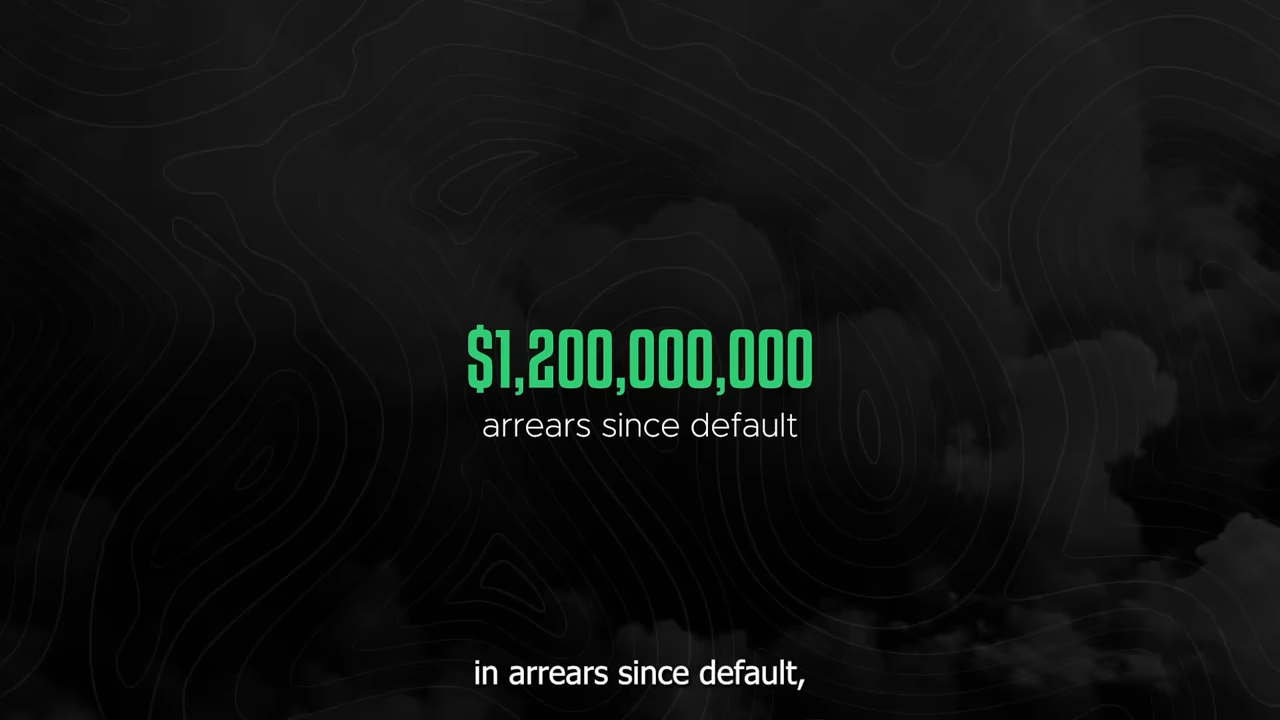 $1,200,000,000
arrears since default
in arrears since default,